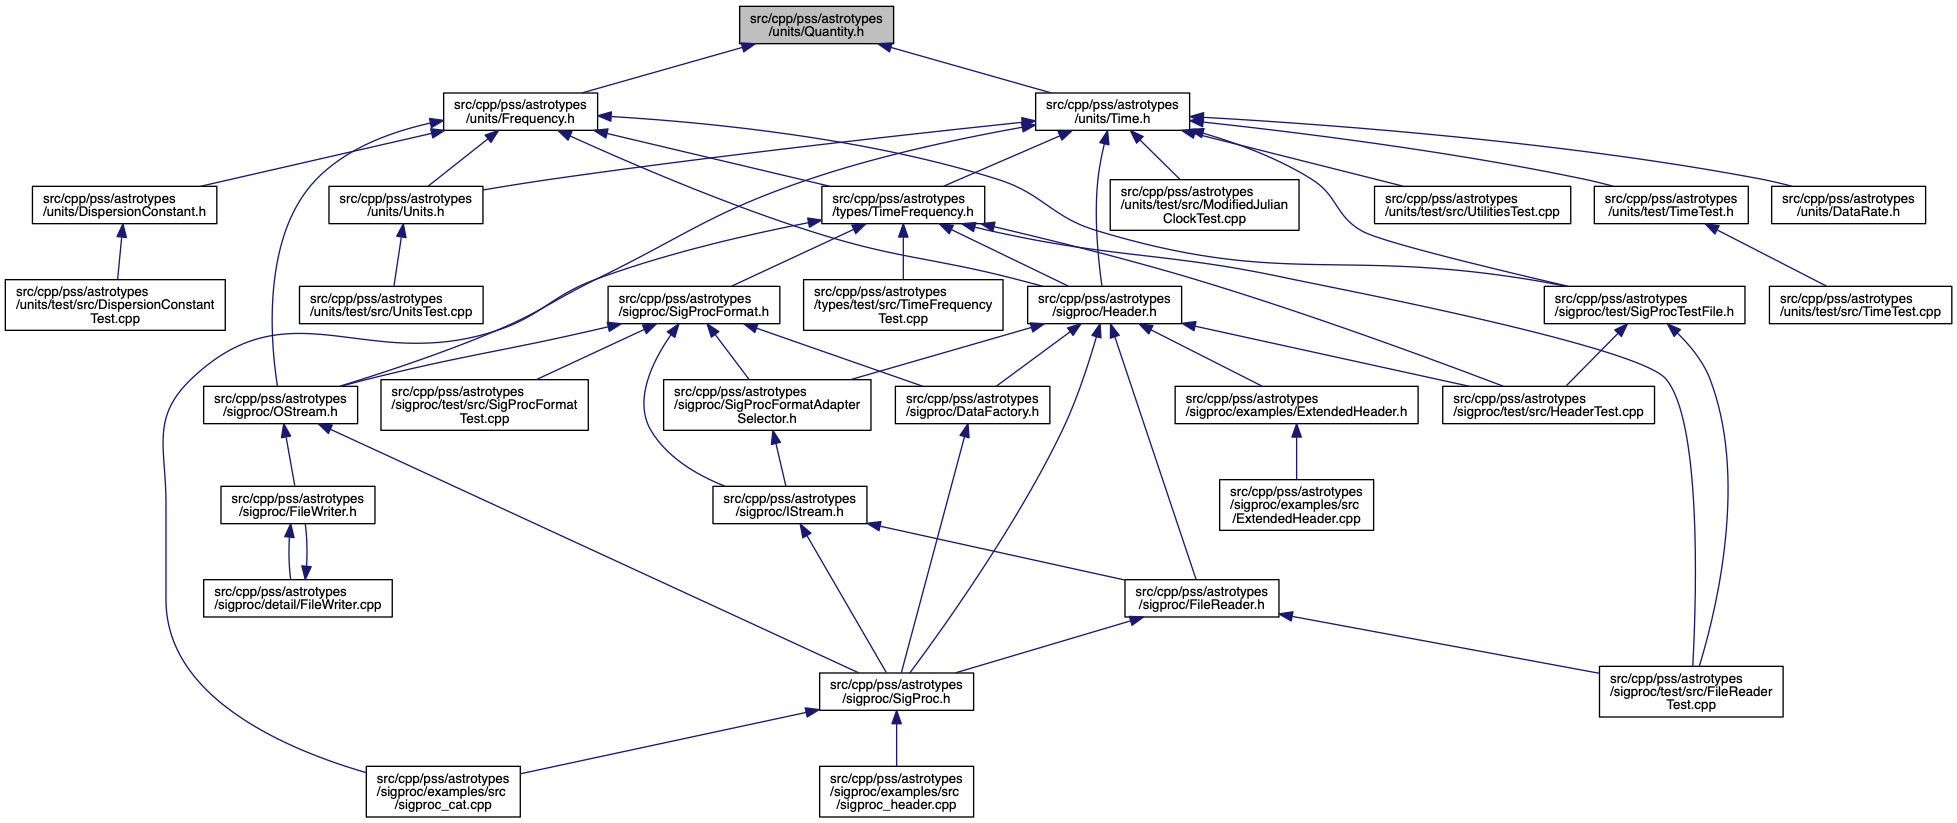 src/cpp/pss/astrotypes
/units/Quantity.h
src/cpp/pss/astrotypes
/units/Frequency.h
src/cpp/pss/astrotypes
/units/Time.h
src/cpp/pss/astrotypes
/units/DispersionConstant.h
src/cpp/pss/astrotypes
/units/Units.h
src/cpp/pss/astrotypes
/types/TimeFrequency.h
src/cpp/pss/astrotypes
/units/test/src/ModifiedJulian
ClockTest.cpp
src/cpp/pss/astrotypes
/units/test/src/UtilitiesTest.cpp
src/cpp/pss/astrotypes
/units/test/TimeTest.h
src/cpp/pss/astrotypes
/units/DataRate.h
src/cpp/pss/astrotypes
/units/test/src/DispersionConstant
Test.cpp
src/cpp/pss/astrotypes
/units/test/src/UnitsTest.cpp
src/cpp/pss/astrotypes
/sigproc/SigProcFormat.h
src/cpp/pss/astrotypes
/types/test/src/TimeFrequency
Test.cpp
src/cpp/pss/astrotypes
/sigproc/Header.h
src/cpp/pss/astrotypes
/sigproc/test/SigProcTestFile.h
src/cpp/pss/astrotypes
/units/test/src/TimeTest.cpp
src/cpp/pss/astrotypes
/sigproc/OStream.h
src/cpp/pss/astrotypes
/sigproc/test/src/SigProcFormat
Test.cpp
src/cpp/pss/astrotypes
/sigproc/SigProcFormatAdapter
Selector.h
src/cpp/pss/astrotypes
/sigproc/DataFactory.h
src/cpp/pss/astrotypes
/sigproc/examples/ExtendedHeader.h
src/cpp/pss/astrotypes
/sigproc/test/src/HeaderTest.cpp
src/cpp/pss/astrotypes
/sigproc/FileWriter.h
src/cpp/pss/astrotypes
/sigproc/IStream.h
src/cpp/pss/astrotypes
/sigproc/examples/src
/ExtendedHeader.cpp
src/cpp/pss/astrotypes
/sigproc/detail/FileWriter.cpp
src/cpp/pss/astrotypes
/sigproc/FileReader.h
src/cpp/pss/astrotypes
/sigproc/SigProc.h
src/cpp/pss/astrotypes
/sigproc/test/src/FileReader
Test.cpp
src/cpp/pss/astrotypes
/sigproc/examples/src
/sigproc_cat.cpp
src/cpp/pss/astrotypes
/sigproc/examples/src
/sigproc_header.cpp